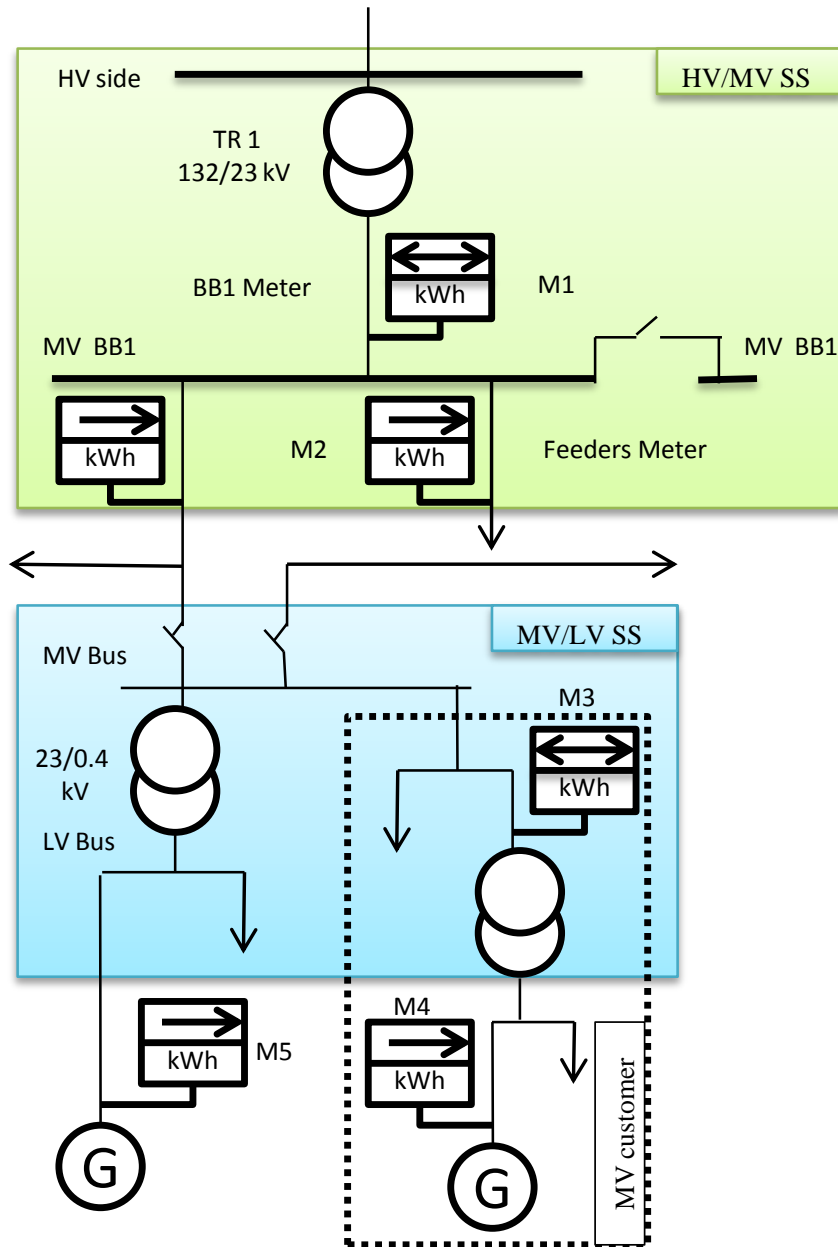 HV side
HV/MV SS
TR 1
132/23 kV
BB1 Meter
kWh
M1
MV BB1
MV BB1
kWh
M2
kWh
Feeders Meter
MV/LV SS
MV Bus
M3
23/0.4
kV
kWh
LV Bus
M4
kWh
M5
kWh
MV customer
G
G